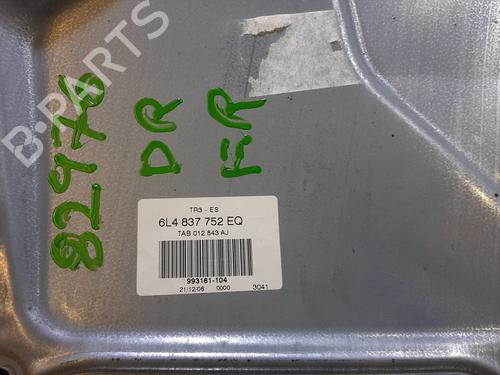 B-PARTS
82976
DR
FR
TR3 - ES
6L4 837 752 EQ
TAB 012 843 AJ
993161-104
21/12/06 0000 3041